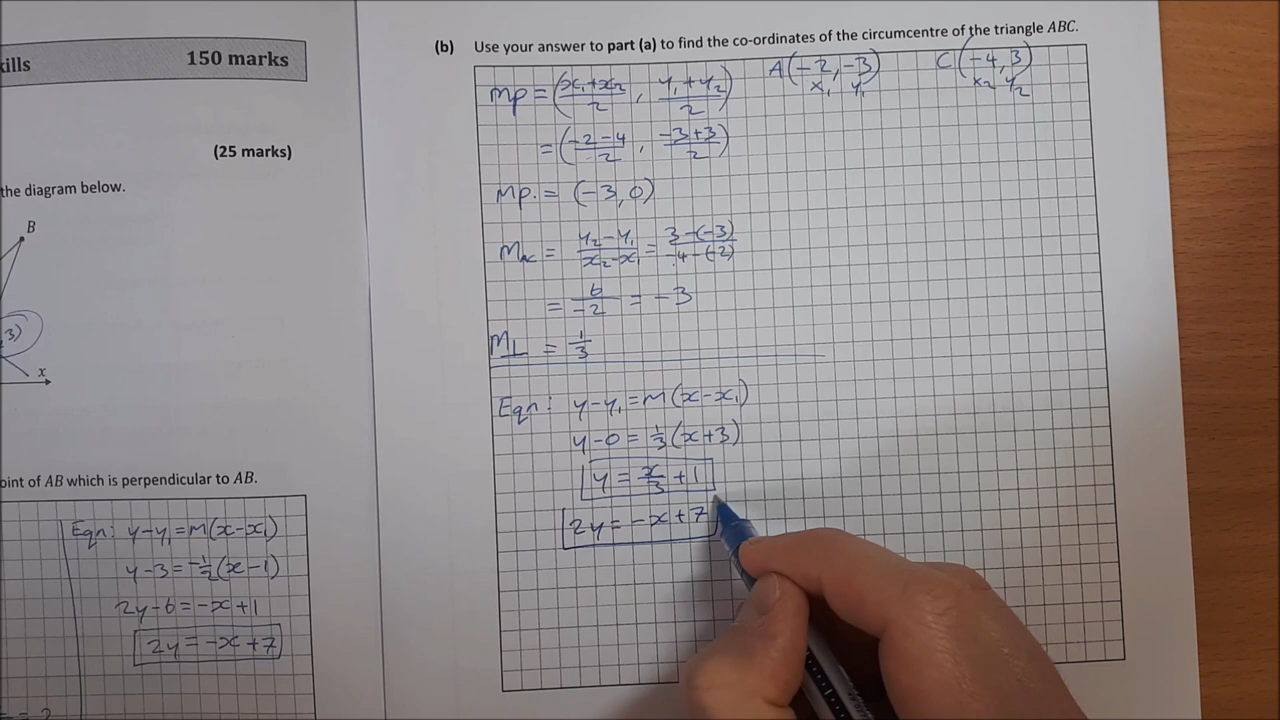 kills
150 marks
(25 marks)
the diagram below.
B
3)
x
oint of AB which is perpendicular to AB.
Eqn: y-y₁=m(x-x₁)
y-3=-½(x-1)
2y-6=-x+1
2y=-x+7
(b) Use your answer to part (a) to find the co-ordinates of the circumcentre of the triangle ABC.
MP = (x₁+x₂/2, y₁+y₂/2) A(-2,-3) C(-4,3)
x₁ y₁ x₂ y₂
= (-2-4/2, -3+3/2)
MP. = (-3,0)
MAC = y₂-y₁/x₂-x₁ = 3-(-3)/-4-(-2)
= 6/-2 = -3
M⊥ = 1/3
Eqn: y-y₁=m(x-x₁)
y-0=⅓(x+3)
y=x/3+1
2y=-x+7